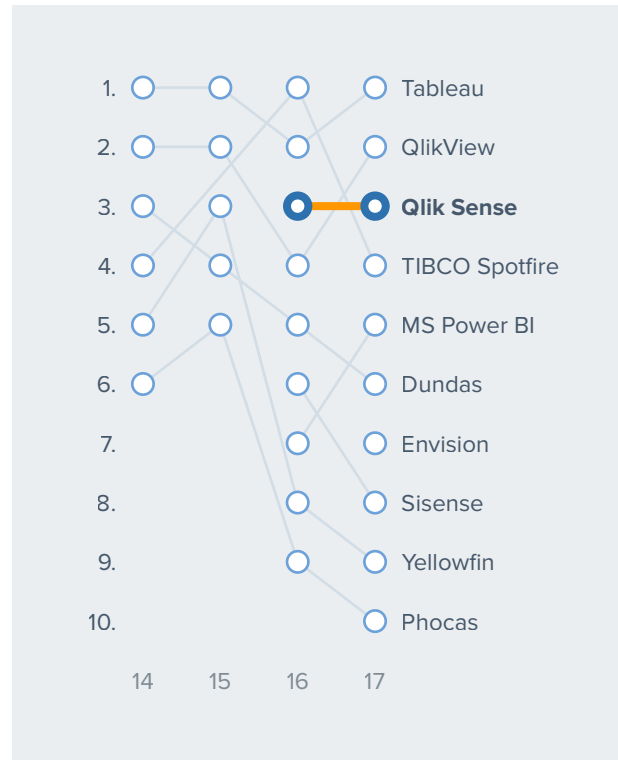 1. Tableau
2. QlikView
3. Qlik Sense
4. TIBCO Spotfire
5. MS Power BI
6. Dundas
7. Envision
8. Sisense
9. Yellowfin
10. Phocas
14 15 16 17